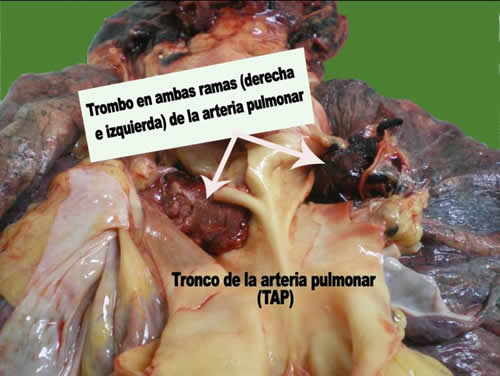 Trombo en ambas ramas (derecha
e izquierda) de la arteria pulmonar
Tronco de la arteria pulmonar
(TAP)